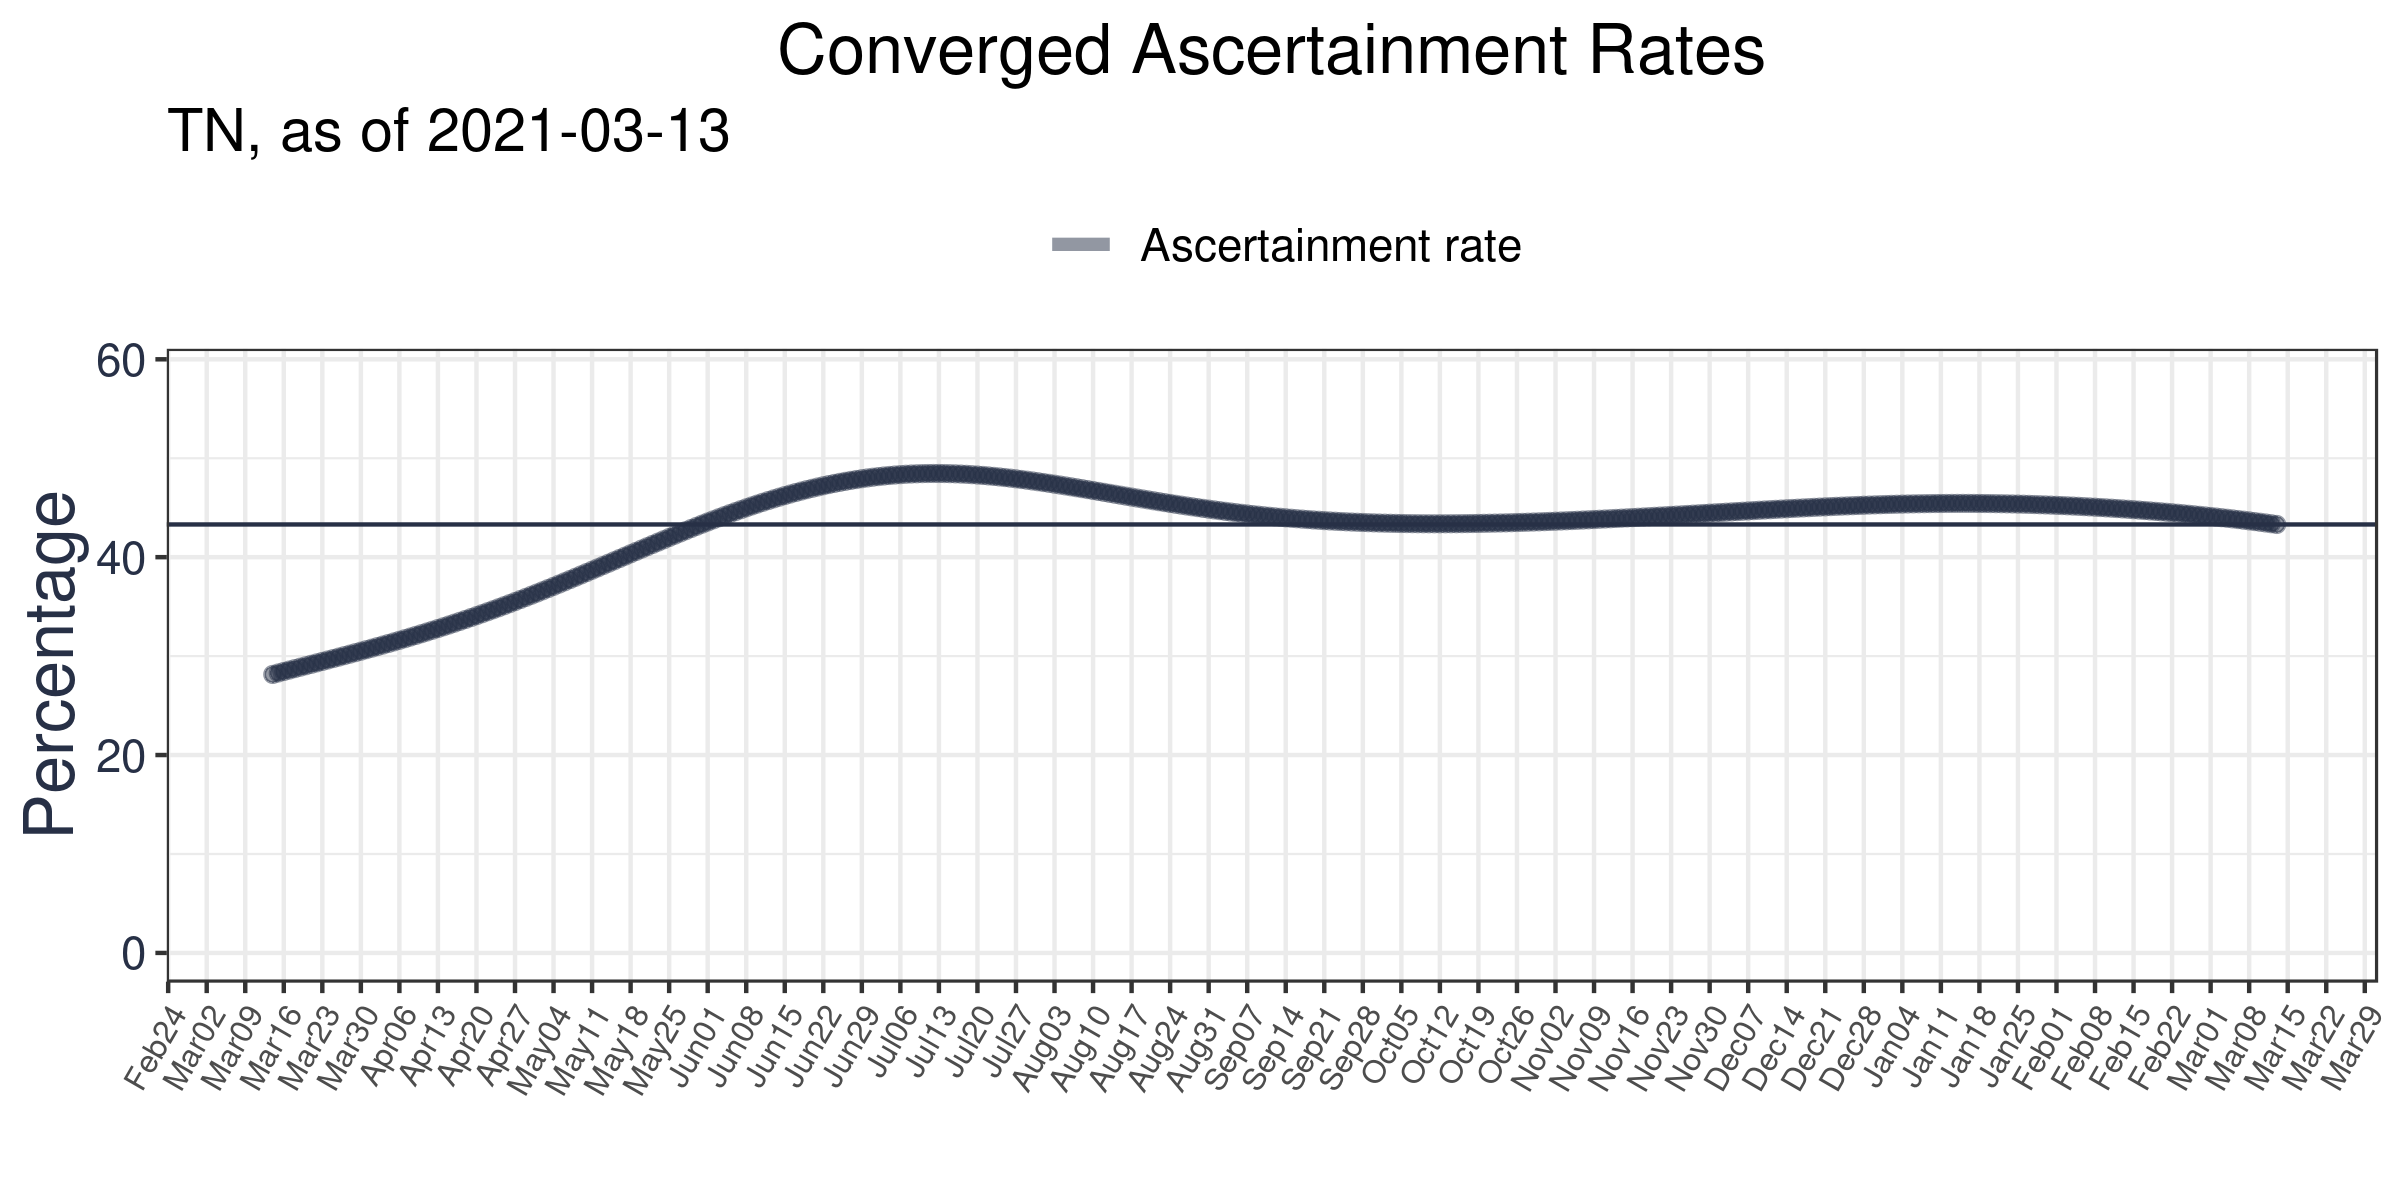 Converged Ascertainment Rates
TN, as of 2021-03-13
Ascertainment rate
Percentage
60
40
20
0
Feb24 Mar02 Mar09 Mar16 Mar23 Mar30 Apr06 Apr13 Apr20 Apr27 May04 May11 May18 May25 Jun01 Jun08 Jun15 Jun22 Jun29 Jul06 Jul13 Jul20 Jul27 Aug03 Aug10 Aug17 Aug24 Aug31 Sep07 Sep14 Sep21 Sep28 Oct05 Oct12 Oct19 Oct26 Nov02 Nov09 Nov16 Nov23 Nov30 Dec07 Dec14 Dec21 Dec28 Jan04 Jan11 Jan18 Jan25 Feb01 Feb08 Feb15 Feb22 Mar01 Mar08 Mar15 Mar22 Mar29